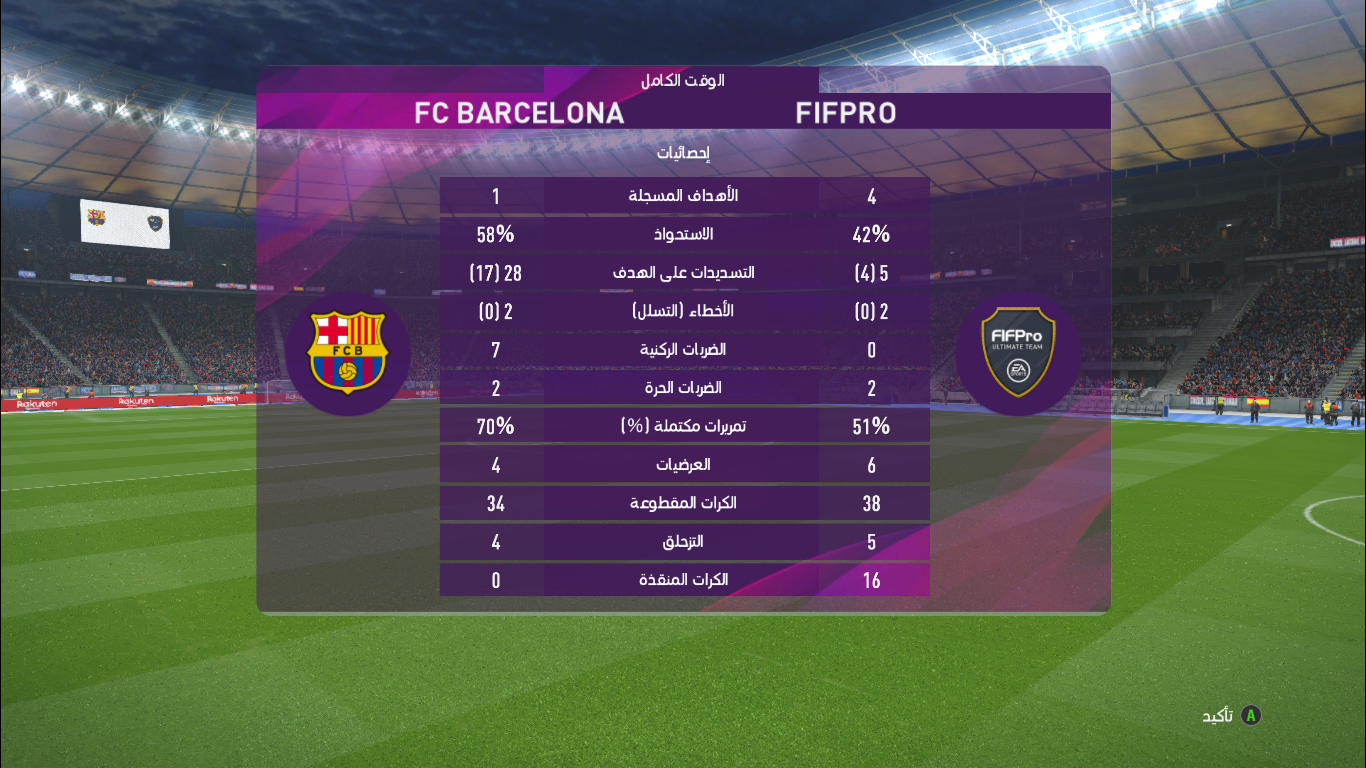 الوقت الكامل
FC BARCELONA FIFPRO
إحصائيات
1 الأهداف المسجلة 4
58% الاستحواذ 42%
28 (17) التسديدات على الهدف 5 (4)
2 (0) الأخطاء (التسلل) 2 (0)
7 الضربات الركنية 0
2 الضربات الحرة 2
70% تمريرات مكتملة (%) 51%
4 العرضيات 6
34 الكرات المقطوعة 38
4 التزحلق 5
0 الكرات المنقذة 16
FCB
FIFPro
ULTIMATE TEAM
EA
SPORTS
Rakuten Rakuten Rakuten
تأكيد A